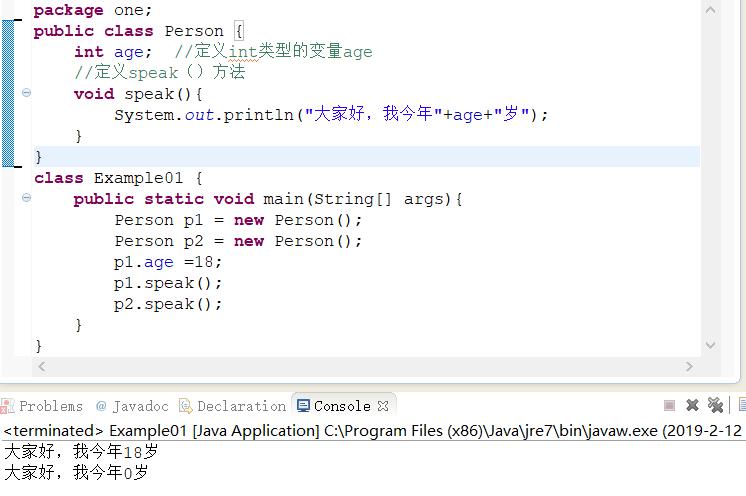 package one;
public class Person {
    int age;  //定义int类型的变量age
    //定义speak（）方法
    void speak(){
        System.out.println("大家好，我今年"+age+"岁");
    }
}
class Example01 {
    public static void main(String[] args){
        Person p1 = new Person();
        Person p2 = new Person();
        p1.age =18;
        p1.speak();
        p2.speak();
    }
}
Problems @ Javadoc Declaration Console
<terminated> Example01 [Java Application] C:\Program Files (x86)\Java\jre7\bin\javaw.exe (2019-2-12
大家好，我今年18岁
大家好，我今年0岁